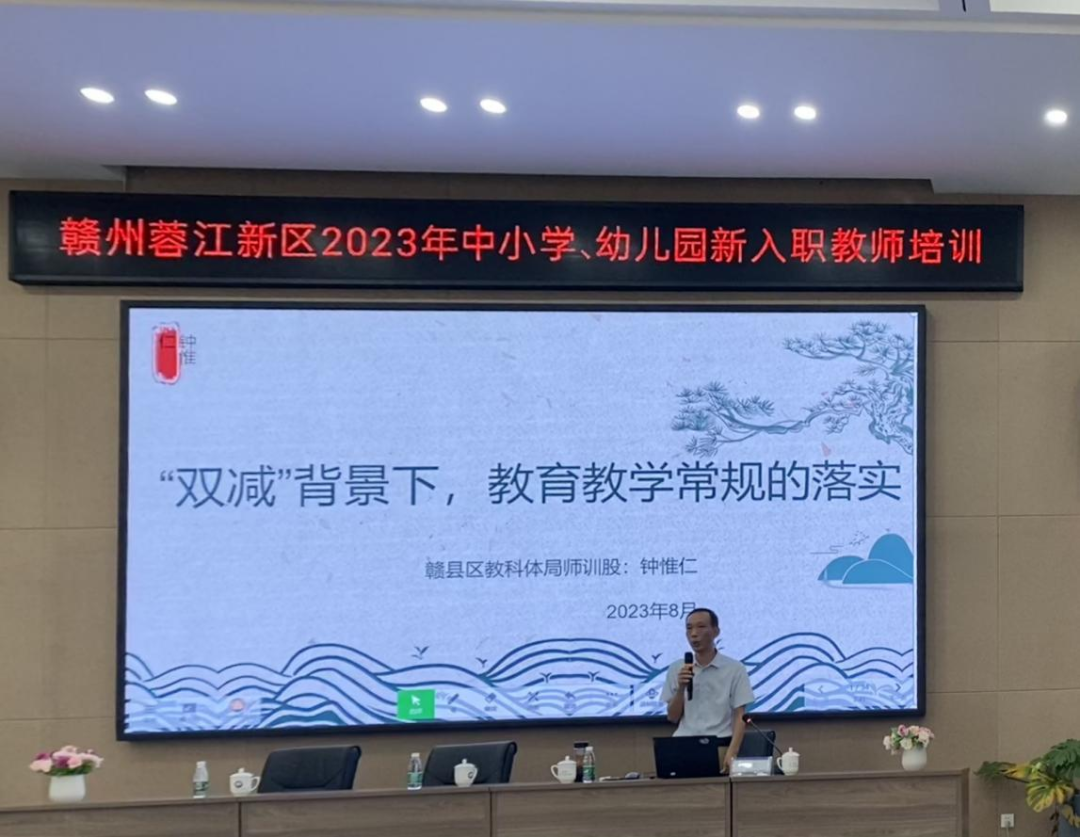 赣州蓉江新区2023年中小学、幼儿园新入职教师培训
钟惟
仁
“双减”背景下，教育教学常规的落实
赣县区教科体局师训股：钟惟仁
2023年8月